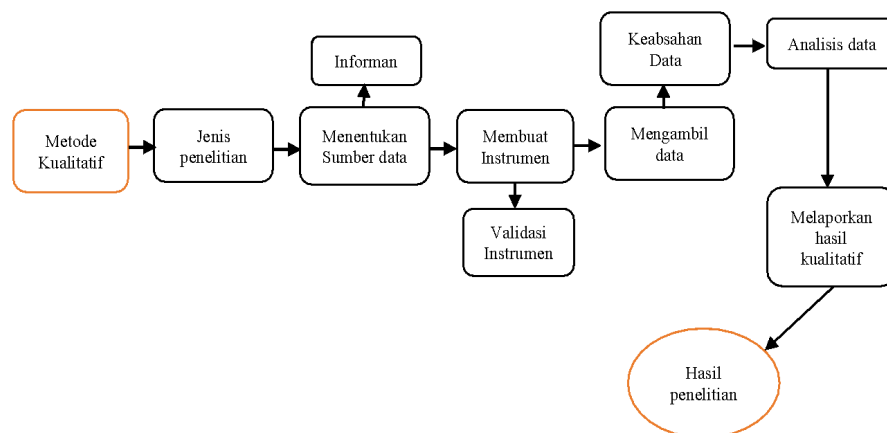 Metode
Kualitatif
Jenis
penelitian
Informan
Menentukan
Sumber data
Membuat
Instrumen
Validasi
Instrumen
Mengambil
data
Keabsahan
Data
Analisis data
Melaporkan
hasil
kualitatif
Hasil
penelitian